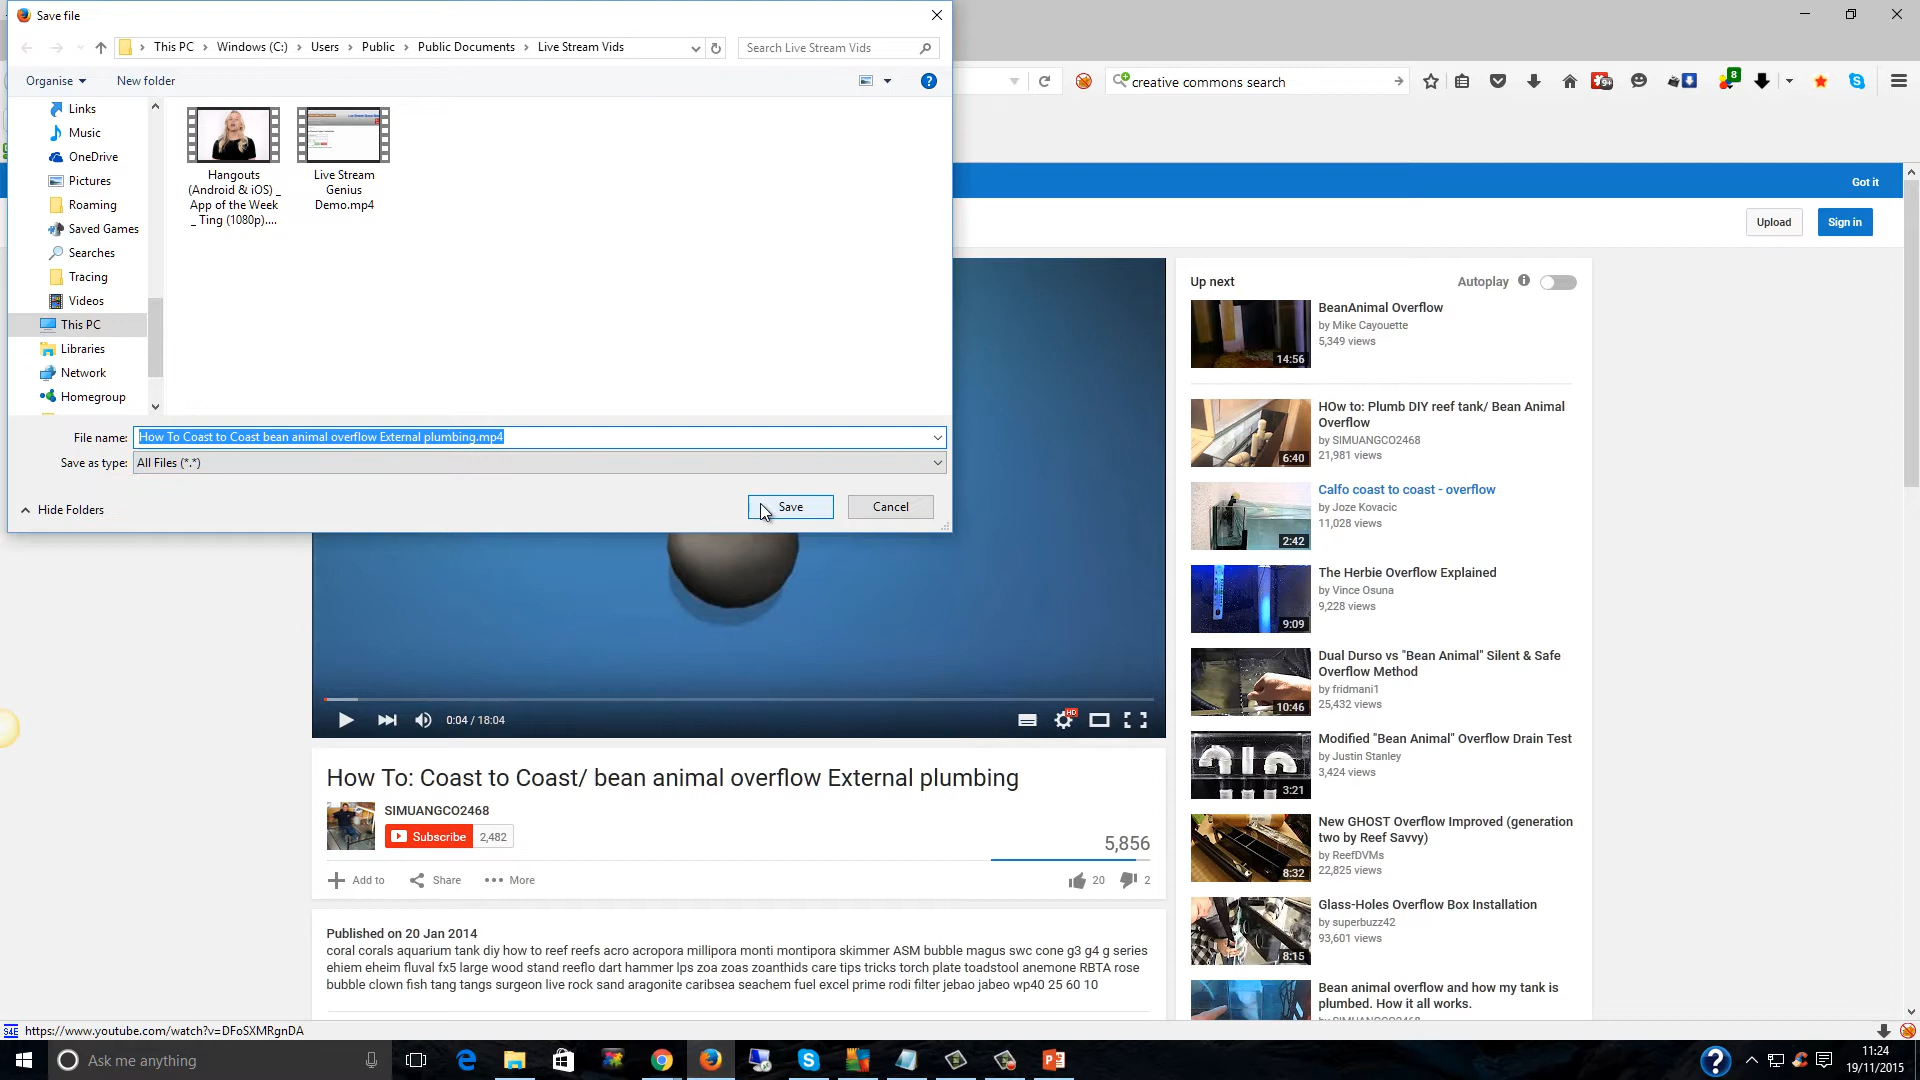 Save file
This PC
Windows (C:)
Users
Public
Public Documents
Live Stream Vids
Search Live Stream Vids
Organise
New folder
creative commons search
8
Links
Music
OneDrive
Pictures
Roaming
Saved Games
Searches
Tracing
Videos
This PC
Libraries
Network
Homegroup
Hangouts
(Android & iOS) _
App of the Week
_ Ting (1080p)....
Live Stream
Genius
Demo.mp4
File name:
How To Coast to Coast bean animal overflow External plumbing.mp4
Save as type:
All Files (*.*)
Hide Folders
Save
Cancel
Got it
Upload
Sign in
Up next
Autoplay
BeanAnimal Overflow
by Mike Cayouette
5,349 views
14:56
HOw to: Plumb DIY reef tank/ Bean Animal
Overflow
by SIMUANGCO2468
21,981 views
6:40
Calfo coast to coast - overflow
by Joze Kovacic
11,028 views
2:42
The Herbie Overflow Explained
by Vince Osuna
9,228 views
9:09
Dual Durso vs "Bean Animal" Silent & Safe
Overflow Method
by fridmani1
25,432 views
10:46
Modified "Bean Animal" Overflow Drain Test
by Justin Stanley
3,424 views
3:21
New GHOST Overflow Improved (generation
two by Reef Savvy)
by ReefDVMs
22,825 views
8:32
Glass-Holes Overflow Box Installation
by superbuzz42
93,601 views
8:15
Bean animal overflow and how my tank is
plumbed. How it all works.
by SIMUANGCO2468
0:04 / 18:04
HD
How To: Coast to Coast/ bean animal overflow External plumbing
SIMUANGCO2468
Subscribe
2,482
5,856
Add to
Share
More
20
2
Published on 20 Jan 2014
coral corals aquarium tank diy how to reef reefs acro acropora millipora monti montipora skimmer ASM bubble magus swc cone g3 g4 g series
ehiem eheim fluval fx5 large wood stand reeflo dart hammer lps zoa zoas zoanthids care tips tricks torch plate toadstool anemone RBTA rose
bubble clown fish tang tangs surgeon live rock sand aragonite caribsea seachem fuel excel prime rodi filter jebao jabeo wp40 25 60 10
S4E
https://www.youtube.com/watch?v=DFoSXMRgnDA
Ask me anything
11:24
19/11/2015